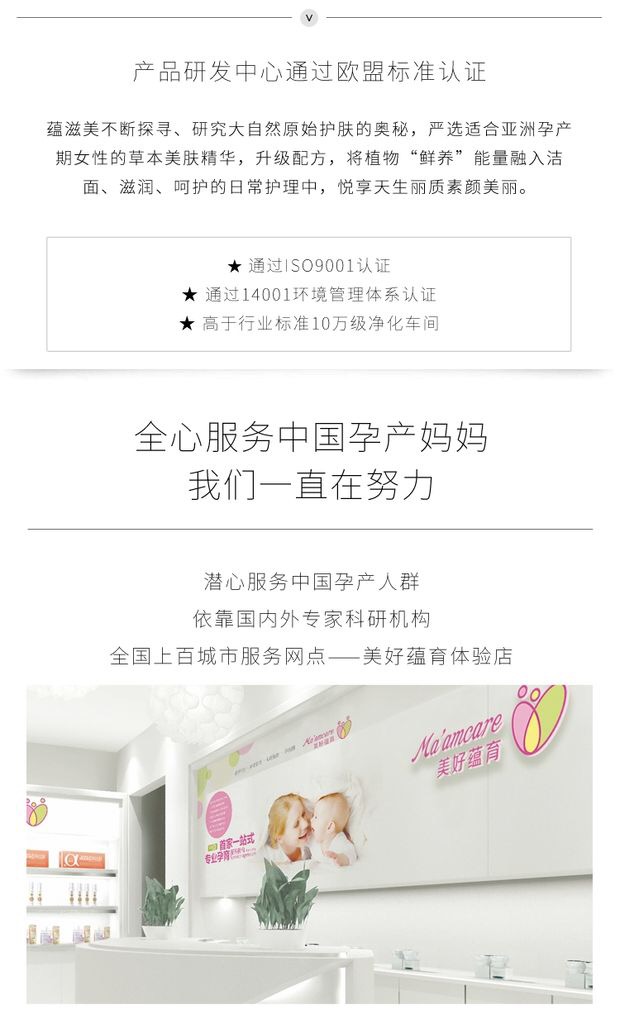 v
产品研发中心通过欧盟标准认证
蕴滋美不断探寻、研究大自然原始护肤的奥秘，严选适合亚洲孕产
期女性的草本美肤精华，升级配方，将植物“鲜养”能量融入洁
面、滋润、呵护的日常护理中，悦享天生丽质素颜美丽。
★ 通过ISO9001认证
★ 通过14001环境管理体系认证
★ 高于行业标准10万级净化车间
全心服务中国孕产妈妈
我们一直在努力
潜心服务中国孕产人群
依靠国内外专家科研机构
全国上百城市服务网点——美好蕴育体验店
Ma'amcare
美好蕴育
Ma'amcare
美好蕴育
首家一站式
专业孕育